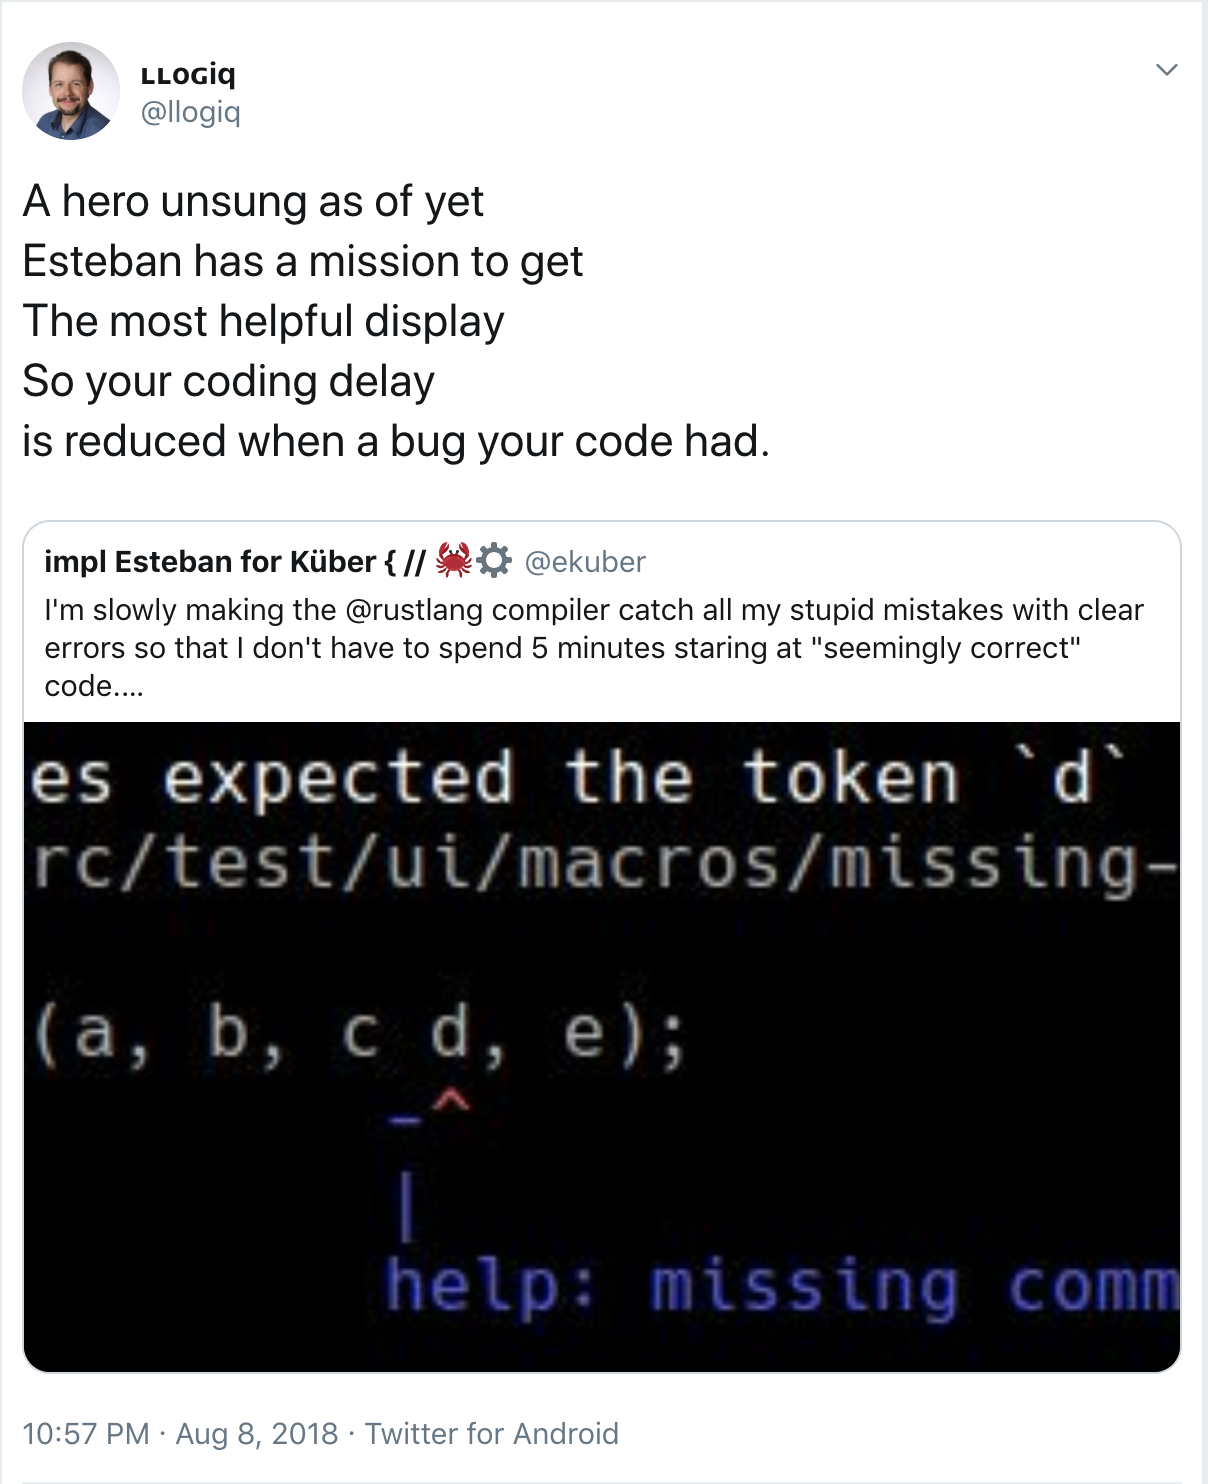 LLOGiq
@llogiq
A hero unsung as of yet
Esteban has a mission to get
The most helpful display
So your coding delay
is reduced when a bug your code had.
impl Esteban for Küber { // 🦀⚙ @ekuber
I'm slowly making the @rustlang compiler catch all my stupid mistakes with clear
errors so that I don't have to spend 5 minutes staring at "seemingly correct"
code....
es expected the token `d`
rc/test/ui/macros/missing-
(a, b, c d, e);
-^
|
help: missing comm
10:57 PM · Aug 8, 2018 · Twitter for Android